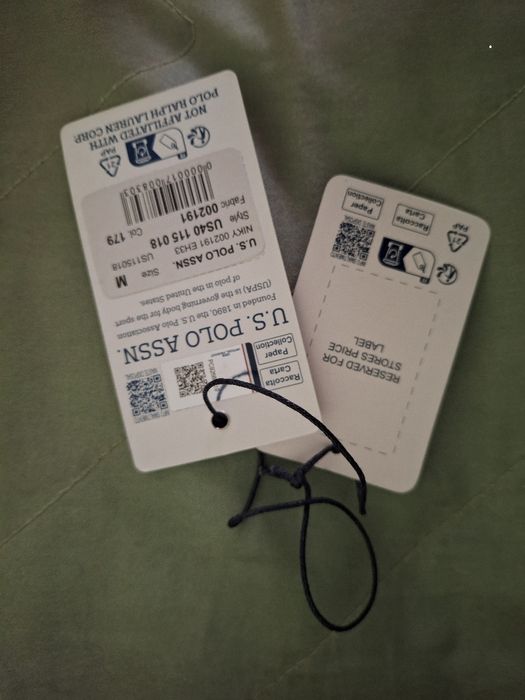 Raccolta
Carta
Paper
Collection
U.S. POLO ASSN.
Founded in 1890, the U.S. Polo Association
(USPA) is the governing body for the sport
of polo in the United States.
U.S. POLO ASSN.
NIKY 002191 EH33
Style US115018 Size M
US40 115 018
Fabric 002191 Col. 179
0000017008303
21
PAP
NOT AFFILIATED WITH
POLO RALPH LAUREN CORP.
RESERVED FOR
STORES PRICE
LABEL
21
PAP
Raccolta
Carta
Paper
Collection